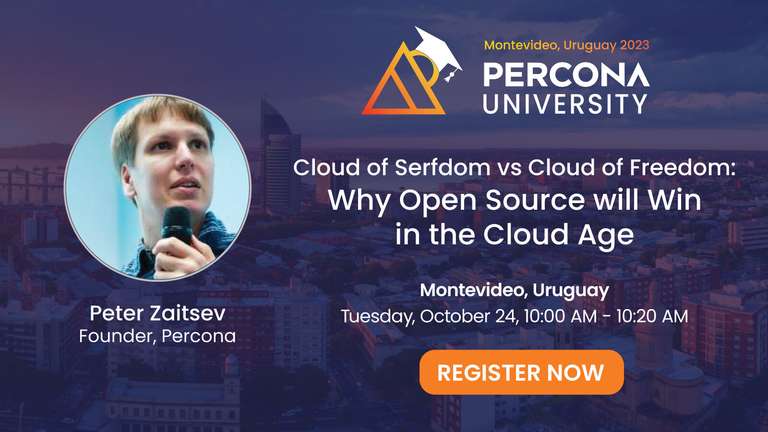 Montevideo, Uruguay 2023
PERCONA
UNIVERSITY
Cloud of Serfdom vs Cloud of Freedom:
Why Open Source will Win
in the Cloud Age
Montevideo, Uruguay
Tuesday, October 24, 10:00 AM - 10:20 AM
REGISTER NOW
Peter Zaitsev
Founder, Percona